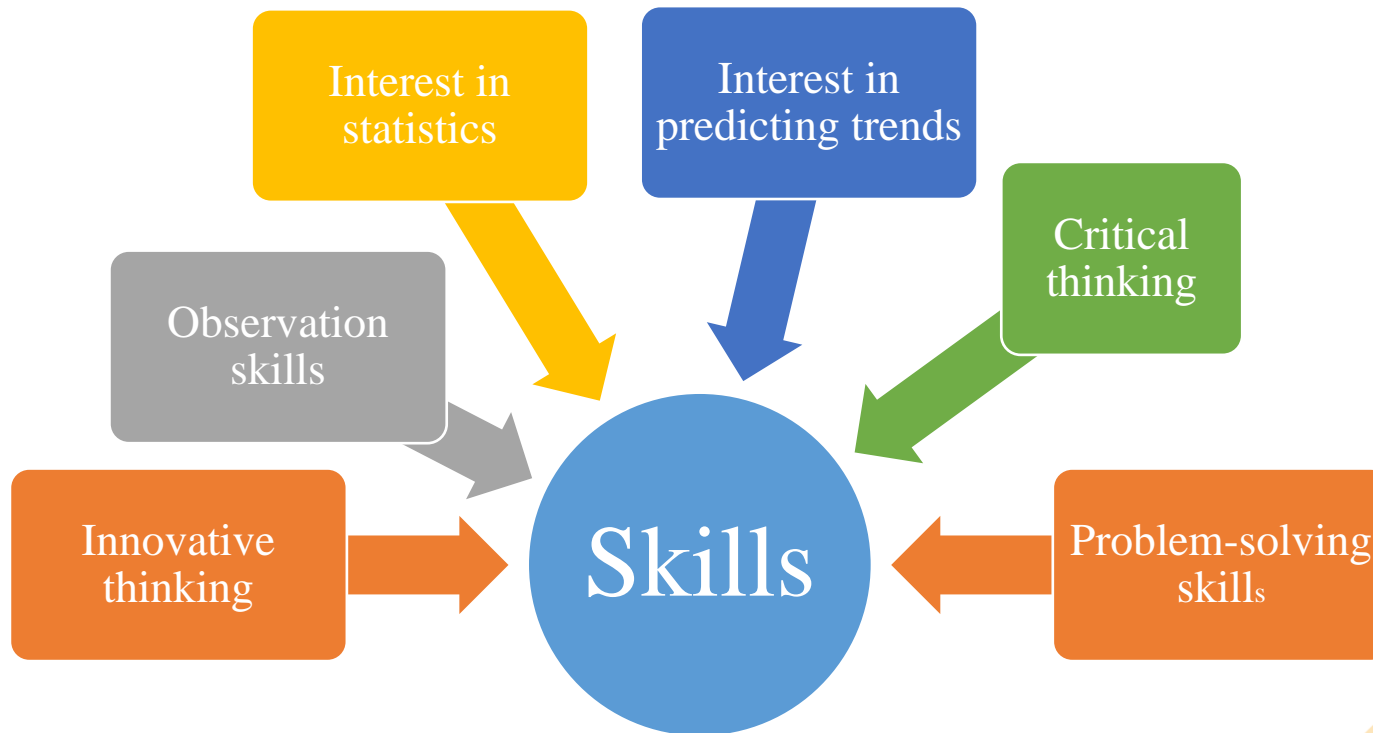 Interest in
statistics
Interest in
predicting trends
Critical
thinking
Observation
skills
Innovative
thinking
Problem-solving
skills
Skills